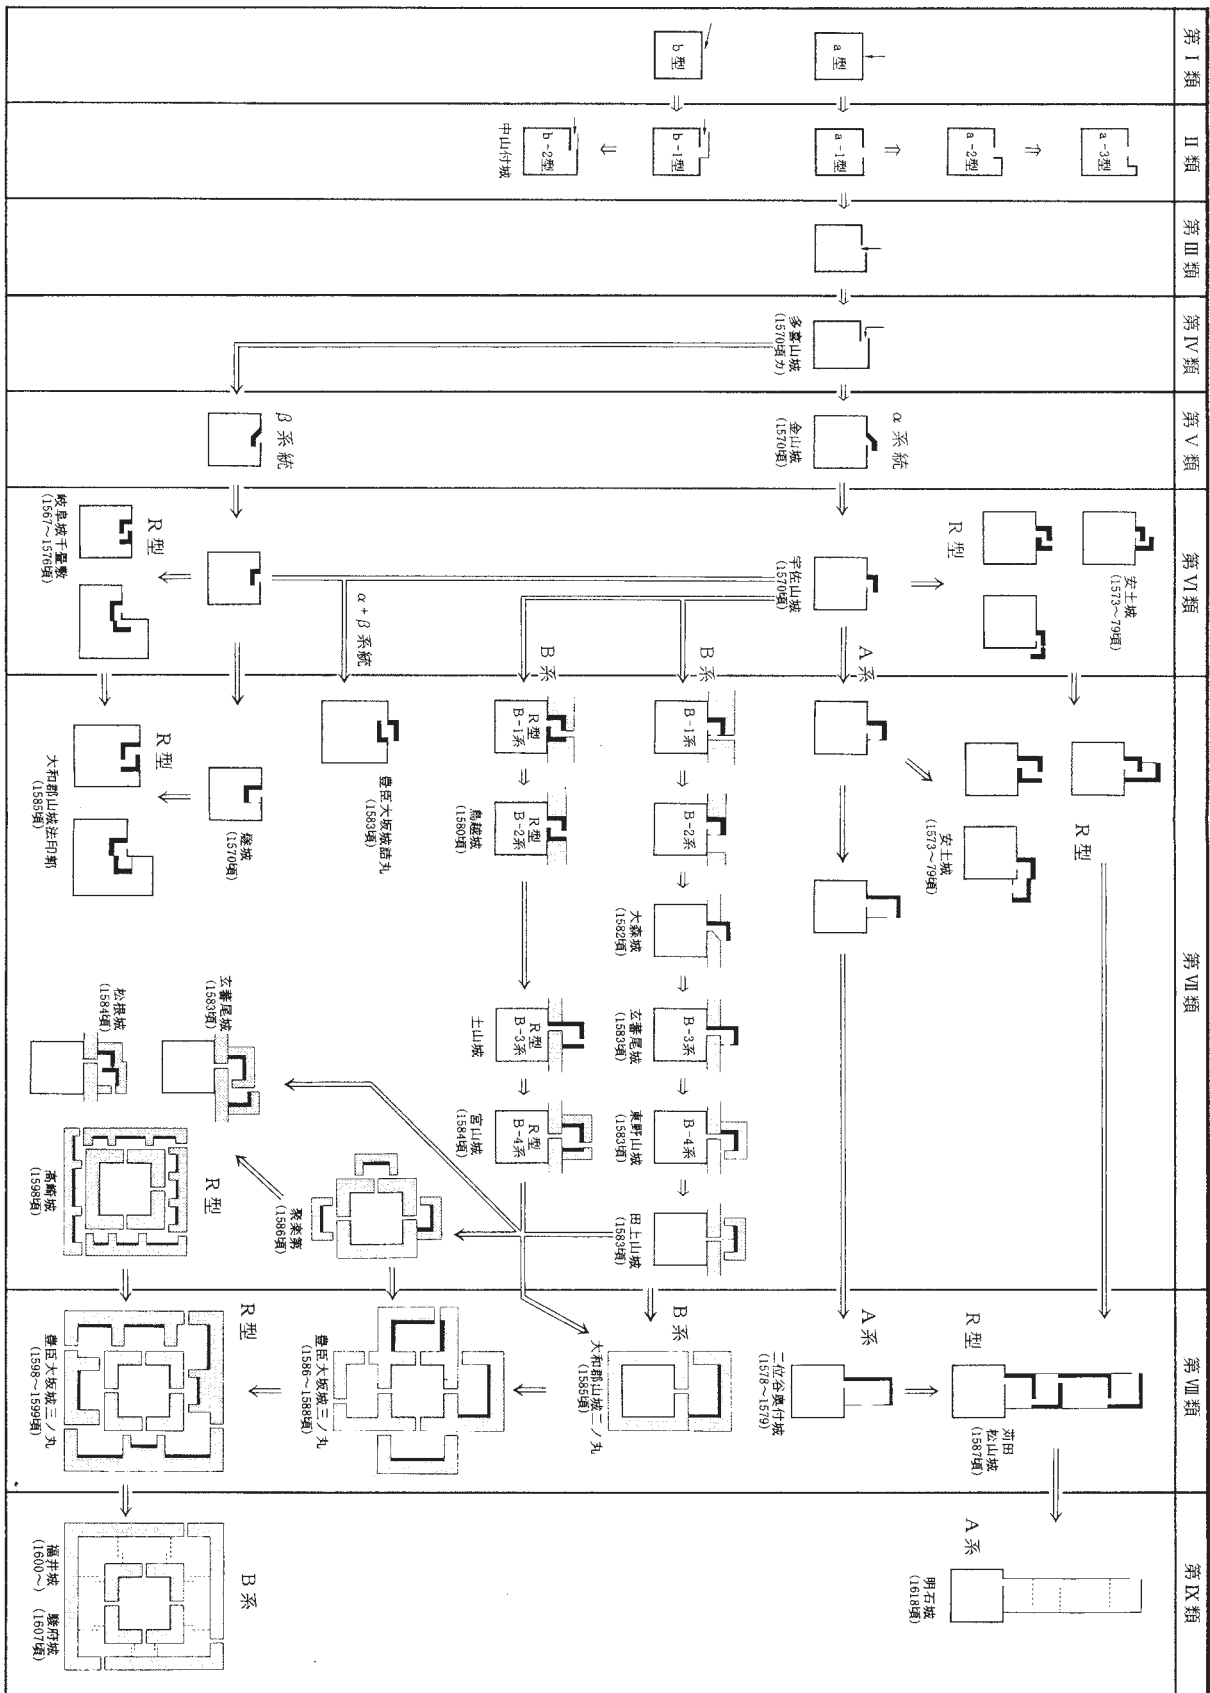 第Ⅰ類
a型
b型
Ⅱ類
a-3型
a-2型
a-1型
b-1型
b-2型
中山付城
第Ⅲ類
第Ⅳ類
多喜山城
(1570頃カ)
第Ⅴ類
α系統
金山城
(1570頃)
β系統
第Ⅵ類
安土城
(1573〜79頃)
R型
宇佐山城
(1570頃)
A系
B系
B系
α+β系統
R型
岐阜城千畳敷
(1567〜1576頃)
第Ⅶ類
R型
安土城
(1573〜79頃)
B-1系
B-2系
大森城
(1582頃)
B-3系
玄蕃尾城
(1583頃)
B-4系
東野山城
(1583頃)
田上山城
(1583頃)
R型
B-1系
R型
B-2系
鳥越城
(1580頃)
R型
B-3系
土山城
R型
B-4系
宮山城
(1584頃)
豊臣大坂城詰丸
(1583頃)
聚楽第
(1586頃)
燧城
(1570頃)
R型
大和郡山城法印郭
(1585頃)
玄蕃尾城
(1583頃)
松根城
(1584頃)
R型
高崎城
(1598頃)
第Ⅷ類
R型
苅田
松山城
(1587頃)
A系
二位谷奥付城
(1578〜1579)
B系
大和郡山城二ノ丸
(1585頃)
豊臣大坂城三ノ丸
(1586〜1588頃)
R型
豊臣大坂城三ノ丸
(1598〜1599頃)
第Ⅸ類
A系
明石城
(1618頃)
B系
福井城
(1600〜)
駿府城
(1607頃)